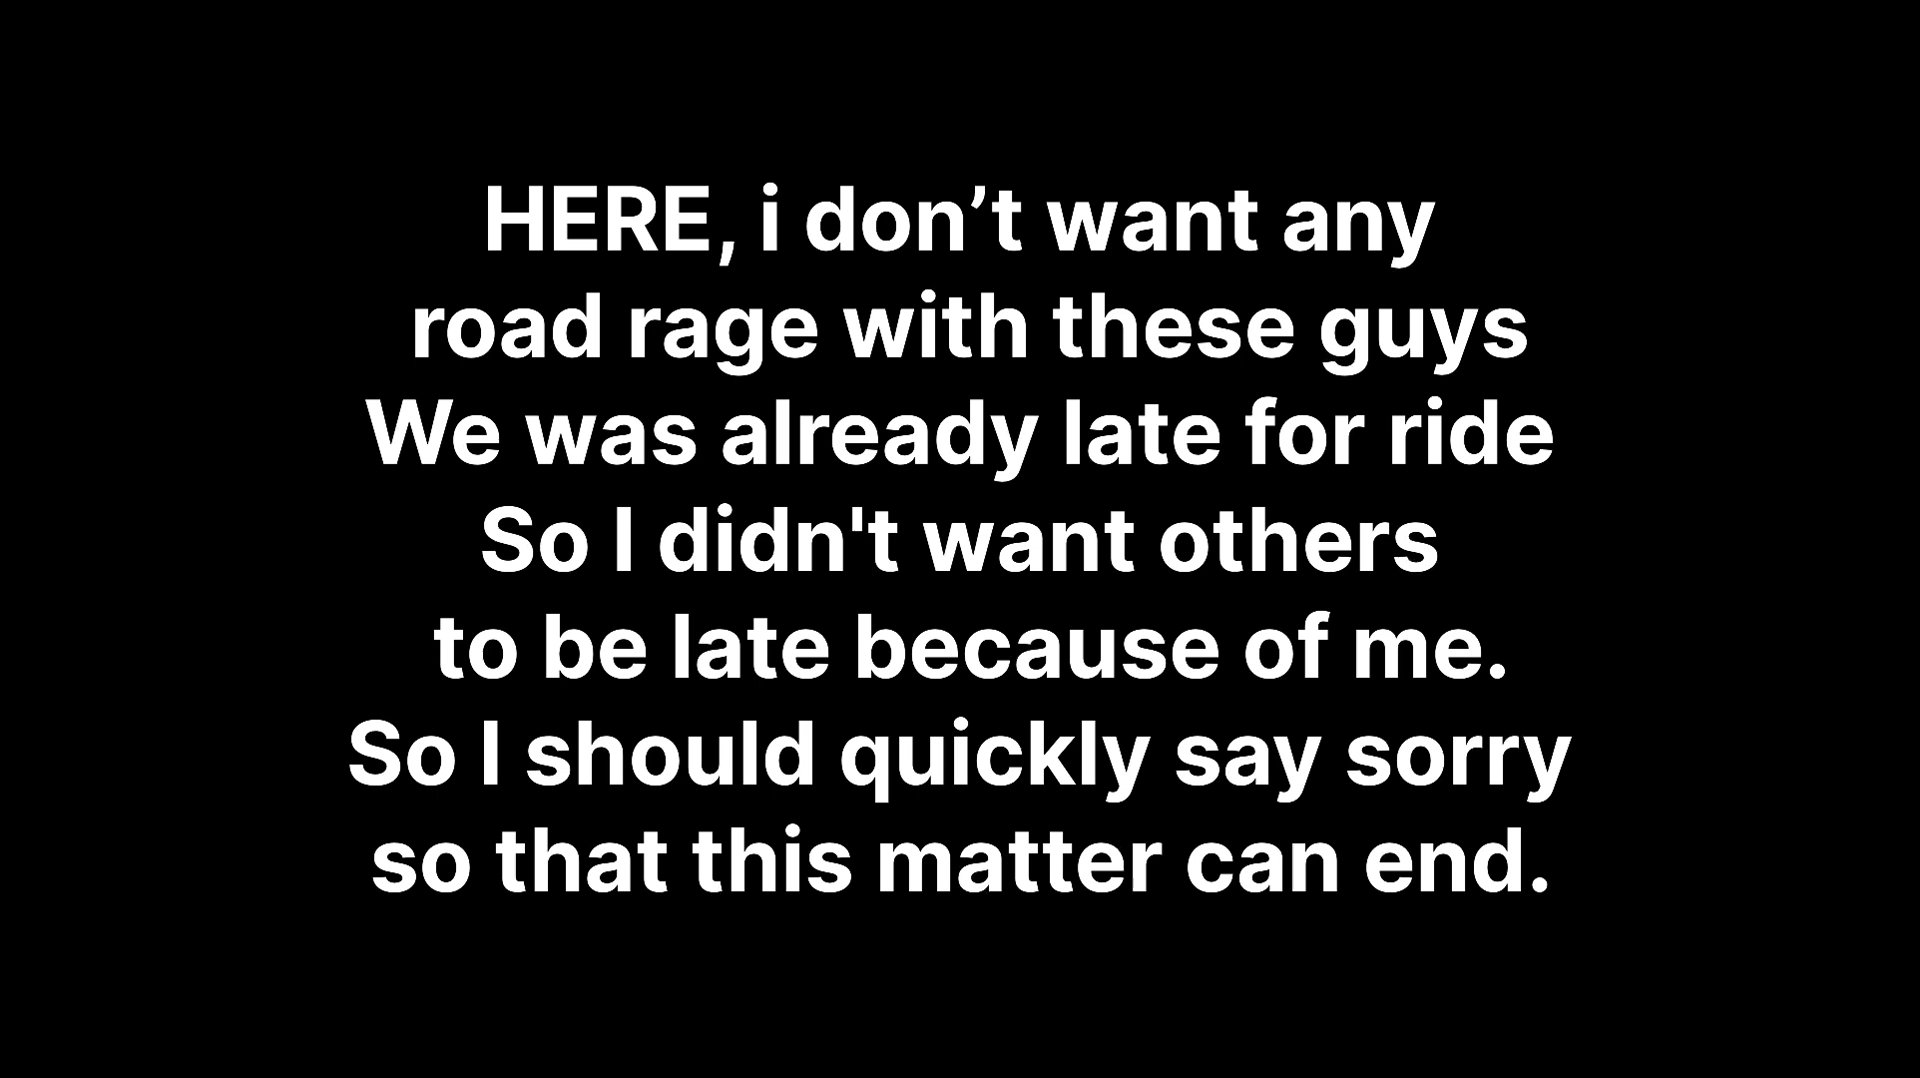 HERE, i don’t want any
road rage with these guys
We was already late for ride
So I didn't want others
to be late because of me.
So I should quickly say sorry
so that this matter can end.